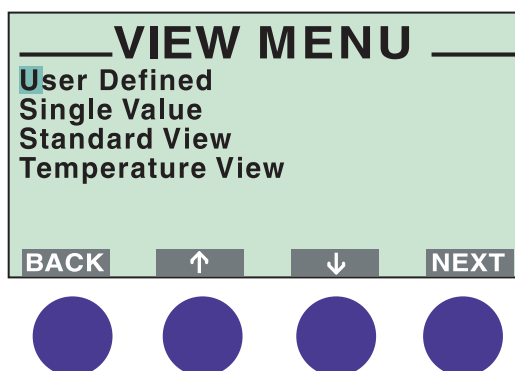 VIEW MENU
User Defined
Single Value
Standard View
Temperature View
BACK ↑ ↓ NEXT